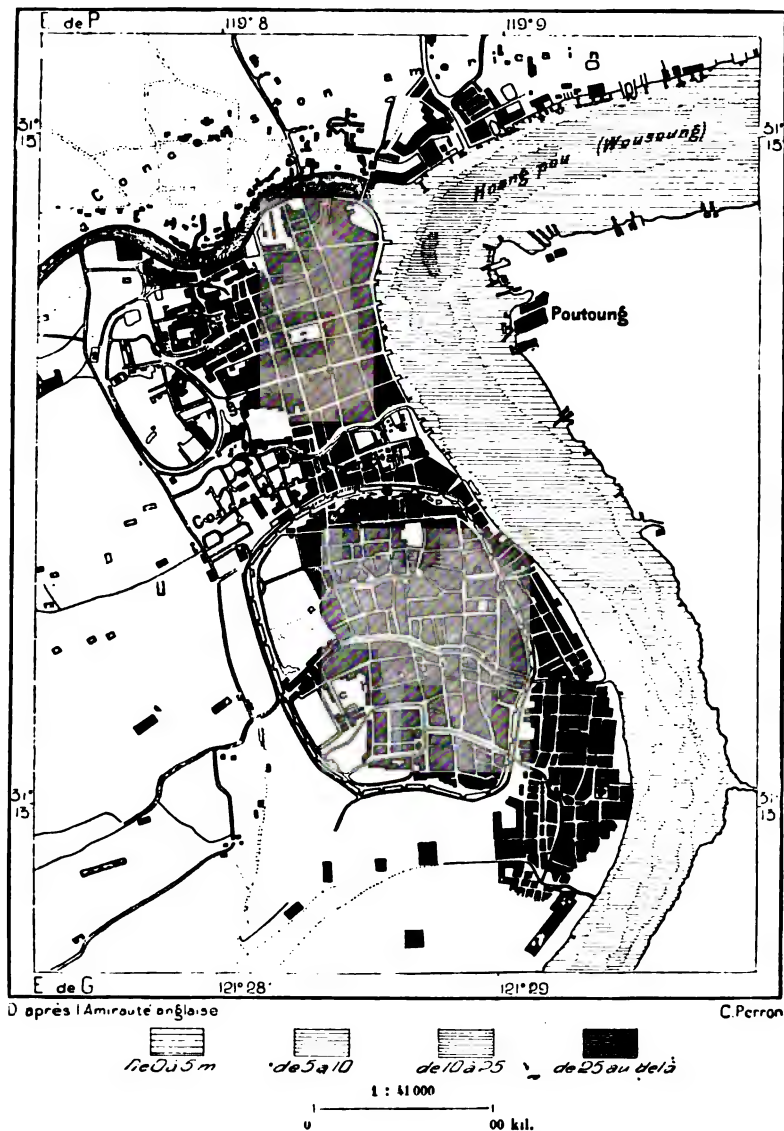 E de P
119° 8
119° 9
31° 15
31° 15
Hoang pou (Wousoung)
Poutoung
31° 13
31° 13
E de G
121° 28'
121° 29
D après l Amirauté anglaise
C. Perron
de 5 a 10
de 10 à 25
de 25 au delà
1 : 41 000
0
00 kil.